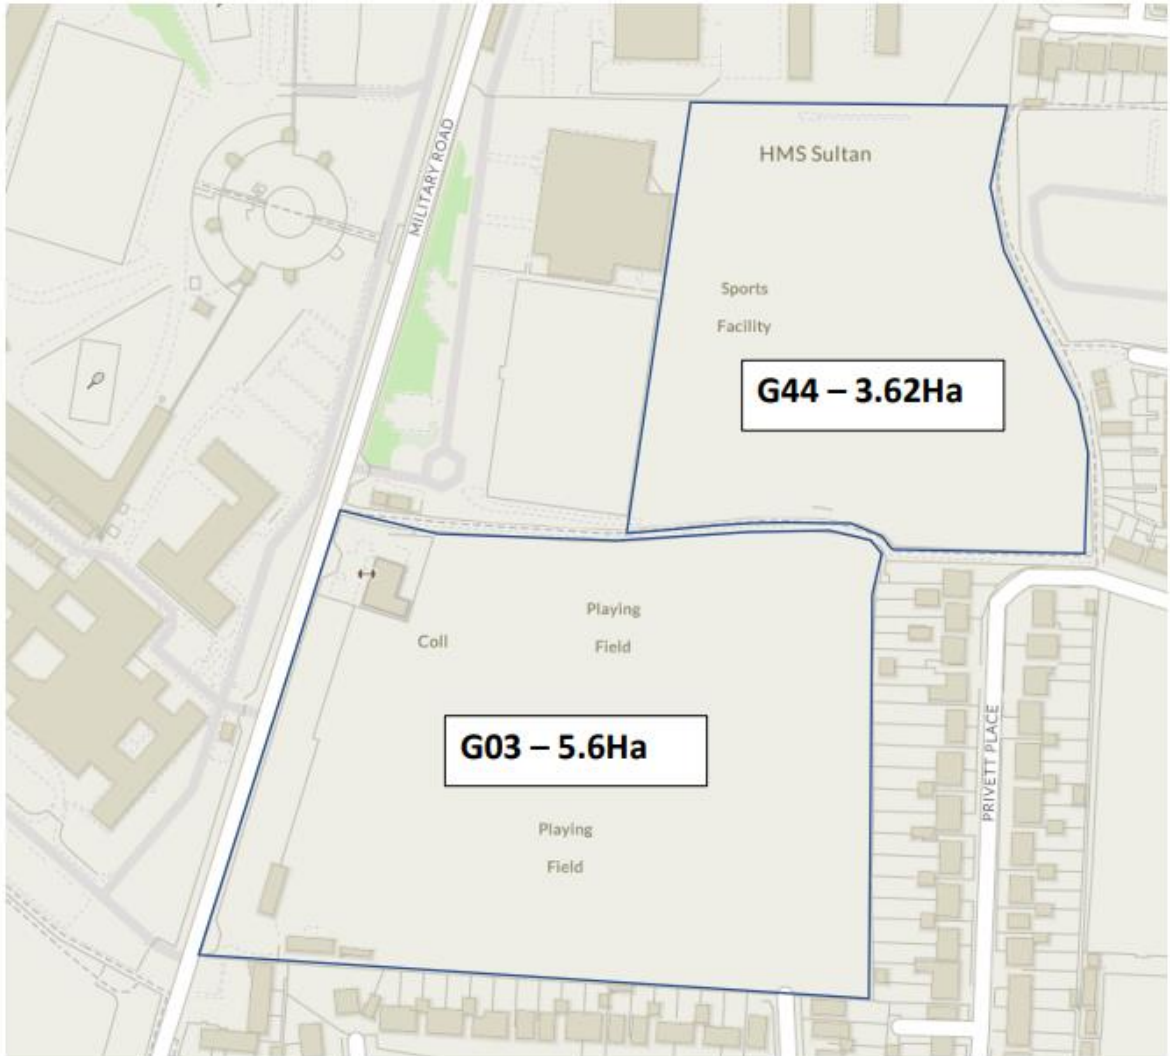 MILITARY ROAD
HMS Sultan
Sports
Facility
G44 – 3.62Ha
Playing
Field
Coll
G03 – 5.6Ha
PRIVETT PLACE
Playing
Field